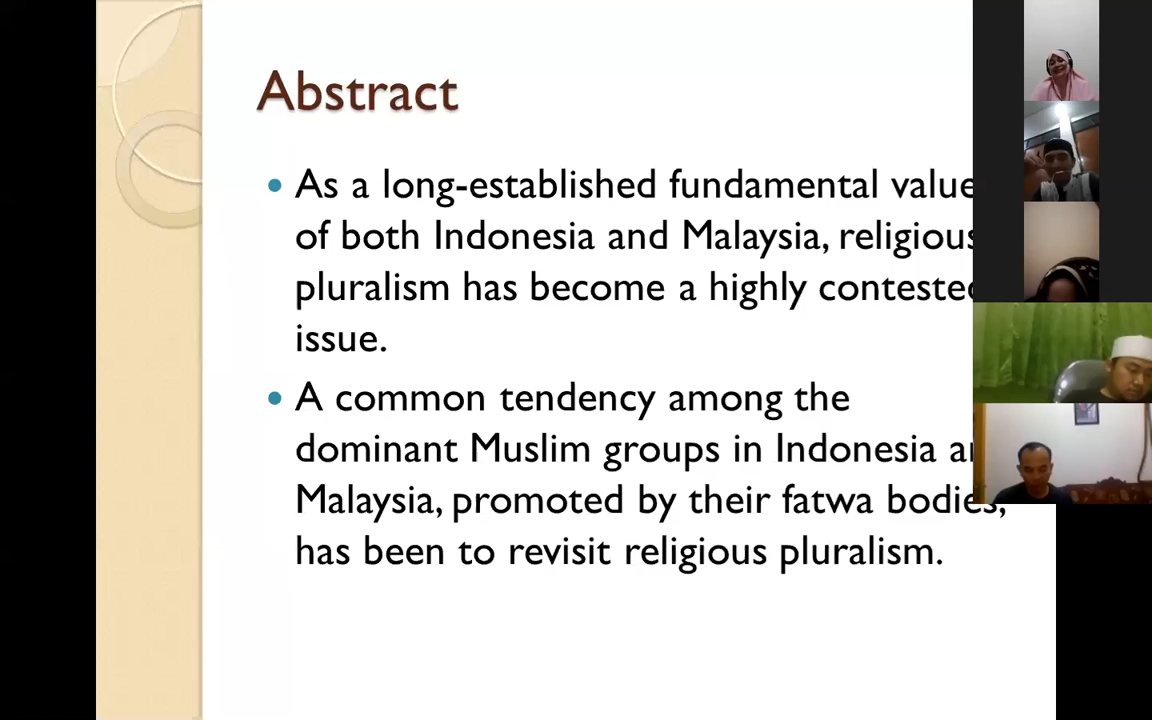 Abstract
As a long-established fundamental value
of both Indonesia and Malaysia, religious
pluralism has become a highly contested
issue.
A common tendency among the
dominant Muslim groups in Indonesia
Malaysia, promoted by their fatwa bodies,
has been to revisit religious pluralism.